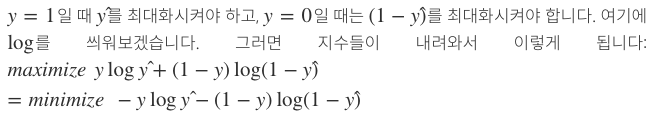 y = 1일 때 ŷ를 최대화시켜야 하고, y = 0일 때는 (1 − ŷ)를 최대화시켜야 합니다. 여기에
log를 씌워보겠습니다. 그러면 지수들이 내려와서 이렇게 됩니다:
maximize y log ŷ + (1 − y) log(1 − ŷ)
= minimize − y log ŷ − (1 − y) log(1 − ŷ)